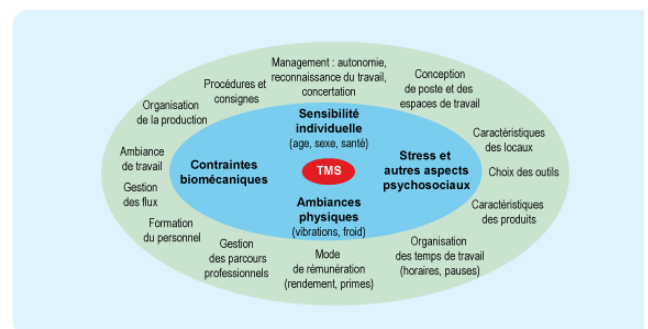 Management : autonomie,
reconnaissance du travail,
concertation
Procédures et
consignes
Conception
de poste et des
espaces de travail
Organisation
de la production
Sensibilité
individuelle
(age, sexe, santé)
Caractéristiques
des locaux
Ambiance
de travail
Contraintes
biomécaniques
TMS
Stress et
autres aspects
psychosociaux
Choix des outils
Gestion
des flux
Ambiances
physiques
(vibrations, froid)
Caractéristiques
des produits
Formation
du personnel
Gestion
des parcours
professionnels
Mode
de rémunération
(rendement, primes)
Organisation
des temps de travail
(horaires, pauses)